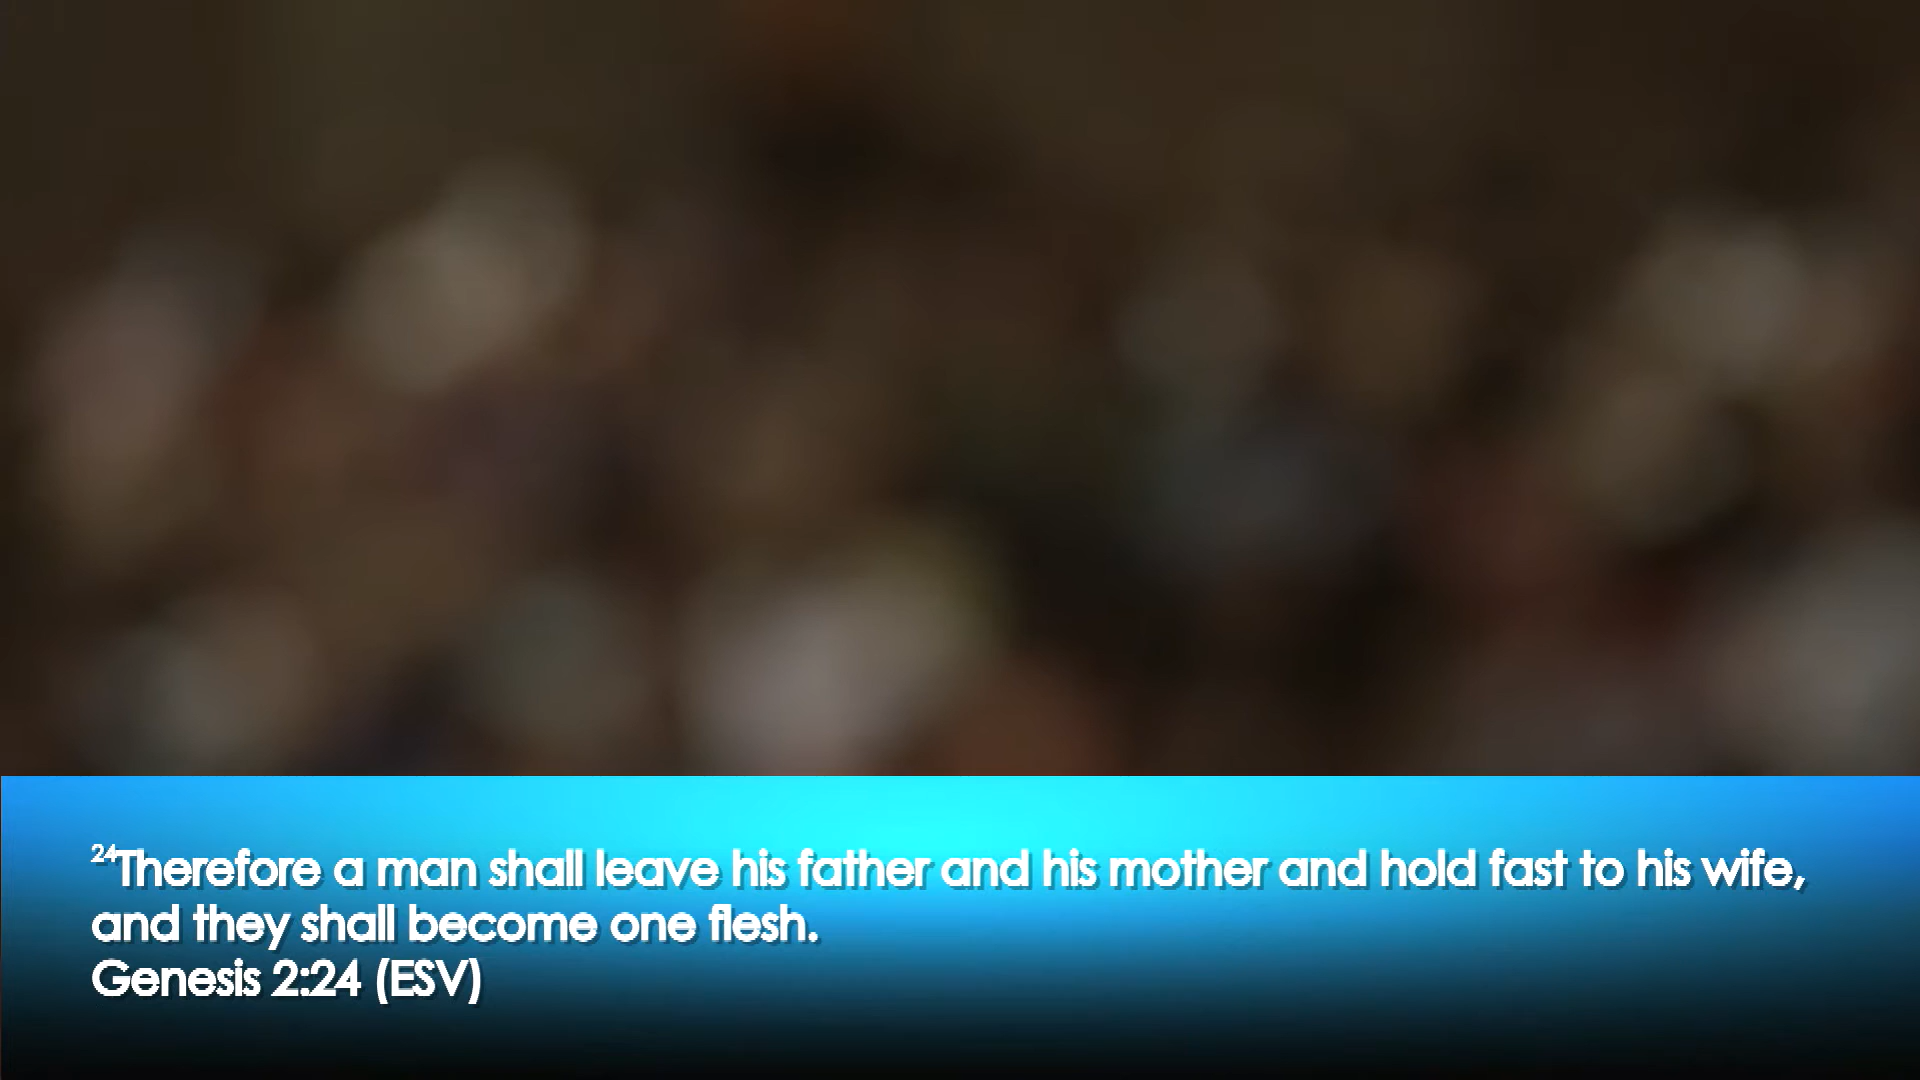 24Therefore a man shall leave his father and his mother and hold fast to his wife,
and they shall become one flesh.
Genesis 2:24 (ESV)